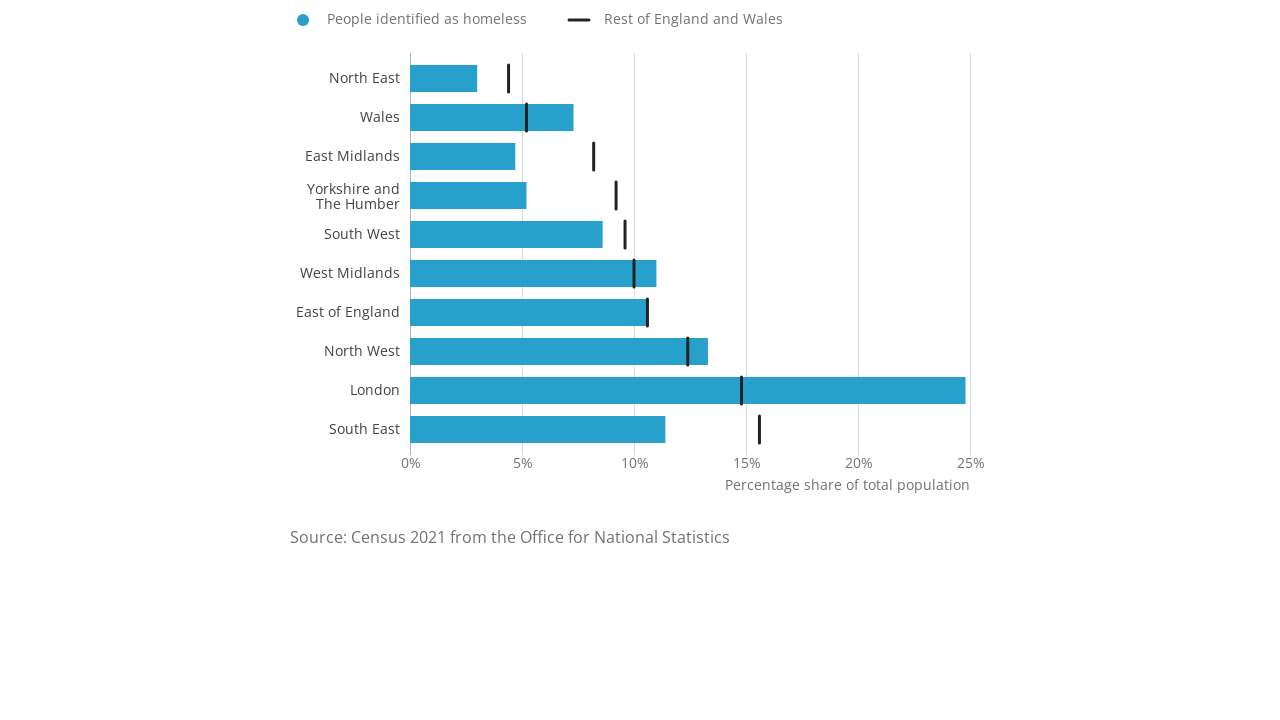 People identified as homeless
Rest of England and Wales
North East
Wales
East Midlands
Yorkshire and
The Humber
South West
West Midlands
East of England
North West
London
South East
0% 5% 10% 15% 20% 25%
Percentage share of total population
Source: Census 2021 from the Office for National Statistics